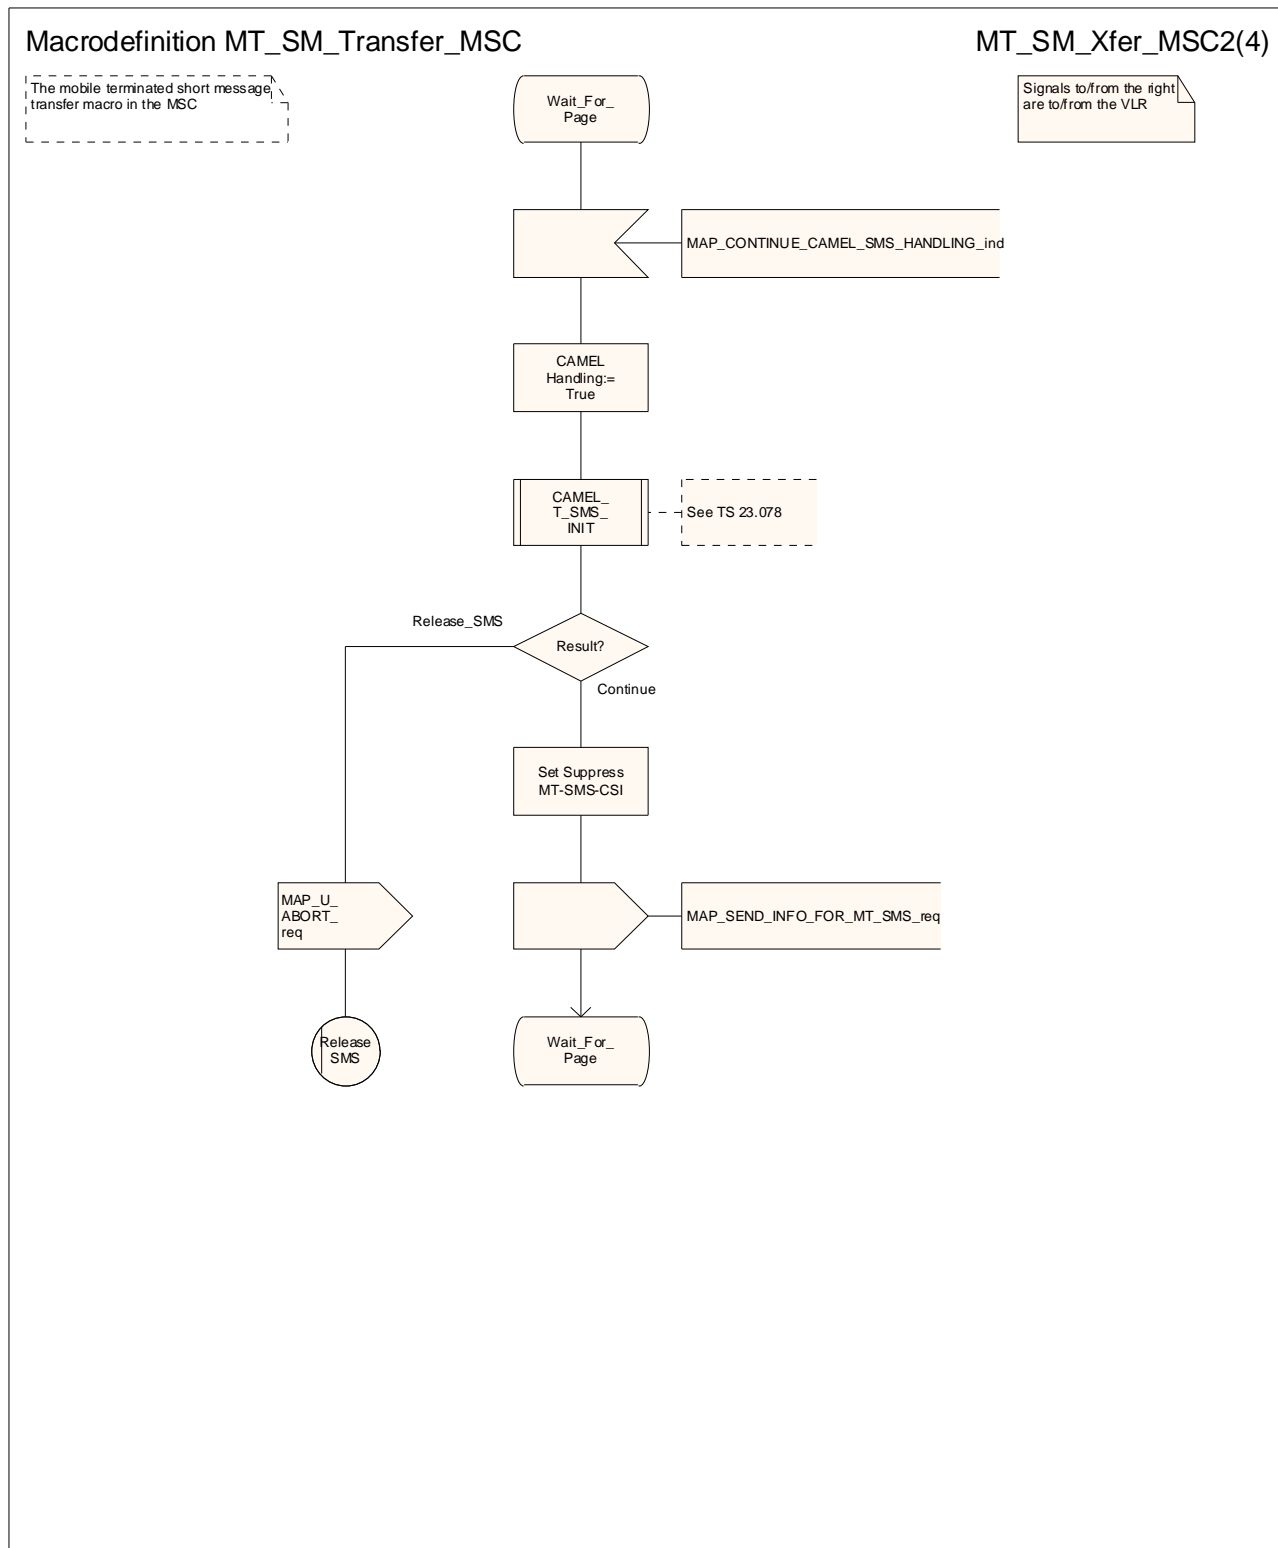 Macrodefinition MT_SM_Transfer_MSC
MT_SM_Xfer_MSC2(4)
The mobile terminated short message
transfer macro in the MSC
Wait_For_
Page
Signals to/from the right
are to/from the VLR
MAP_CONTINUE_CAMEL_SMS_HANDLING_ind
CAMEL
Handling:=
True
CAMEL_
T_SMS_
INIT
See TS 23.078
Release_SMS
Result?
Continue
Set Suppress
MT-SMS-CSI
MAP_U_
ABORT_
req
MAP_SEND_INFO_FOR_MT_SMS_req
Release
SMS
Wait_For_
Page